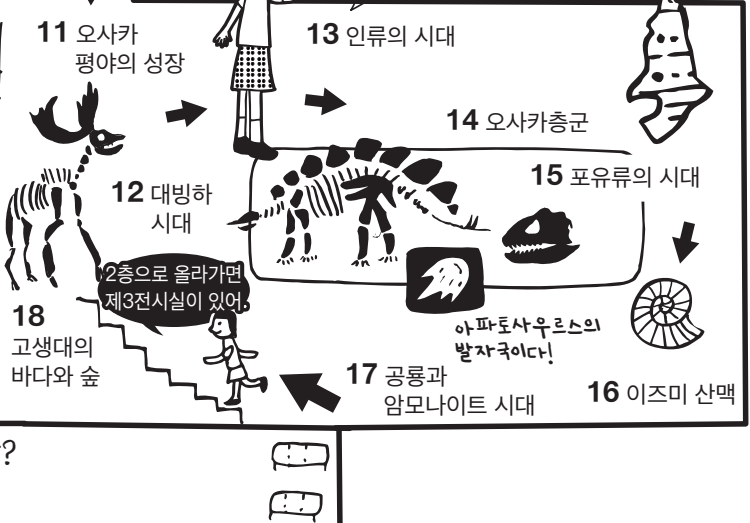 11 오사카
평야의 성장
13 인류의 시대
14 오사카층군
12 대빙하
시대
15 포유류의 시대
2층으로 올라가면
제3전시실이 있어.
아파토사우르스의
발자국이다!
18
고생대의
바다와 숲
17 공룡과
암모나이트 시대
16 이즈미 산맥
?